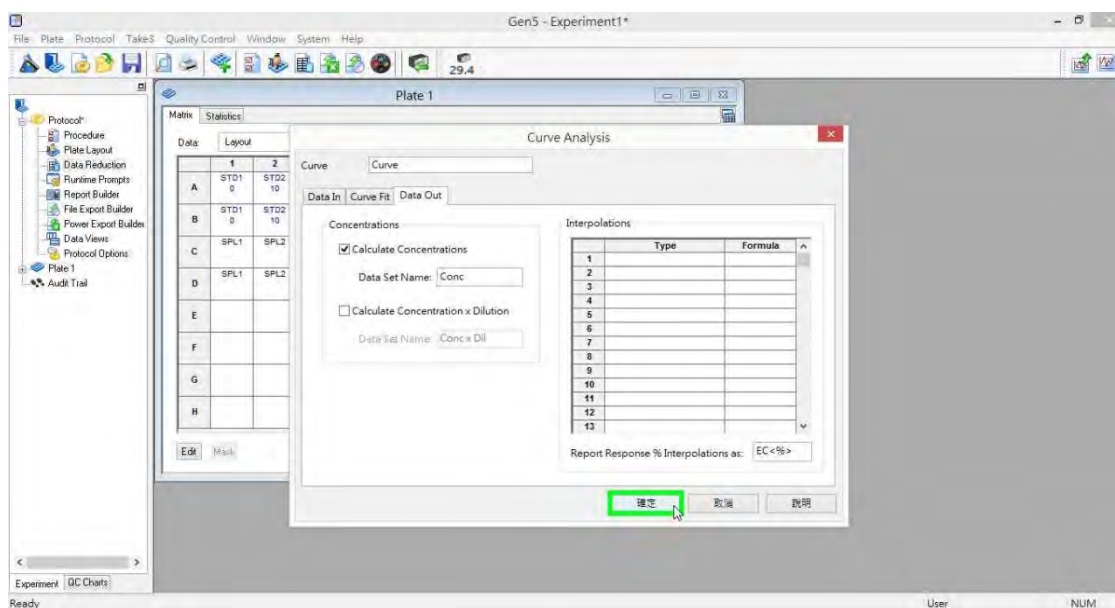 Gen5 - Experiment1*
File Plate Protocol Take3 Quality Control Window System Help
29.4
Protocol*
Procedure
Plate Layout
Data Reduction
Runtime Prompts
Report Builder
File Export Builder
Power Export Builder
Data Views
Protocol Options
Plate 1
Audit Trail
Experiment QC Charts
Plate 1
Matrix Statistics
Data: Layout
1 2
A STD1 STD2
0 10
B STD1 STD2
0 10
C SPL1 SPL2
D SPL1 SPL2
E
F
G
H
Edit Mask
Curve Analysis
Curve Curve
Data In Curve Fit Data Out
Concentrations
Calculate Concentrations
Data Set Name: Conc
Calculate Concentration x Dilution
Data Set Name: Conc x Dil
Interpolations
Type Formula
1
2
3
4
5
6
7
8
9
10
11
12
13
Report Response % Interpolations as: EC<%>
確定 取消 說明
Ready User NUM